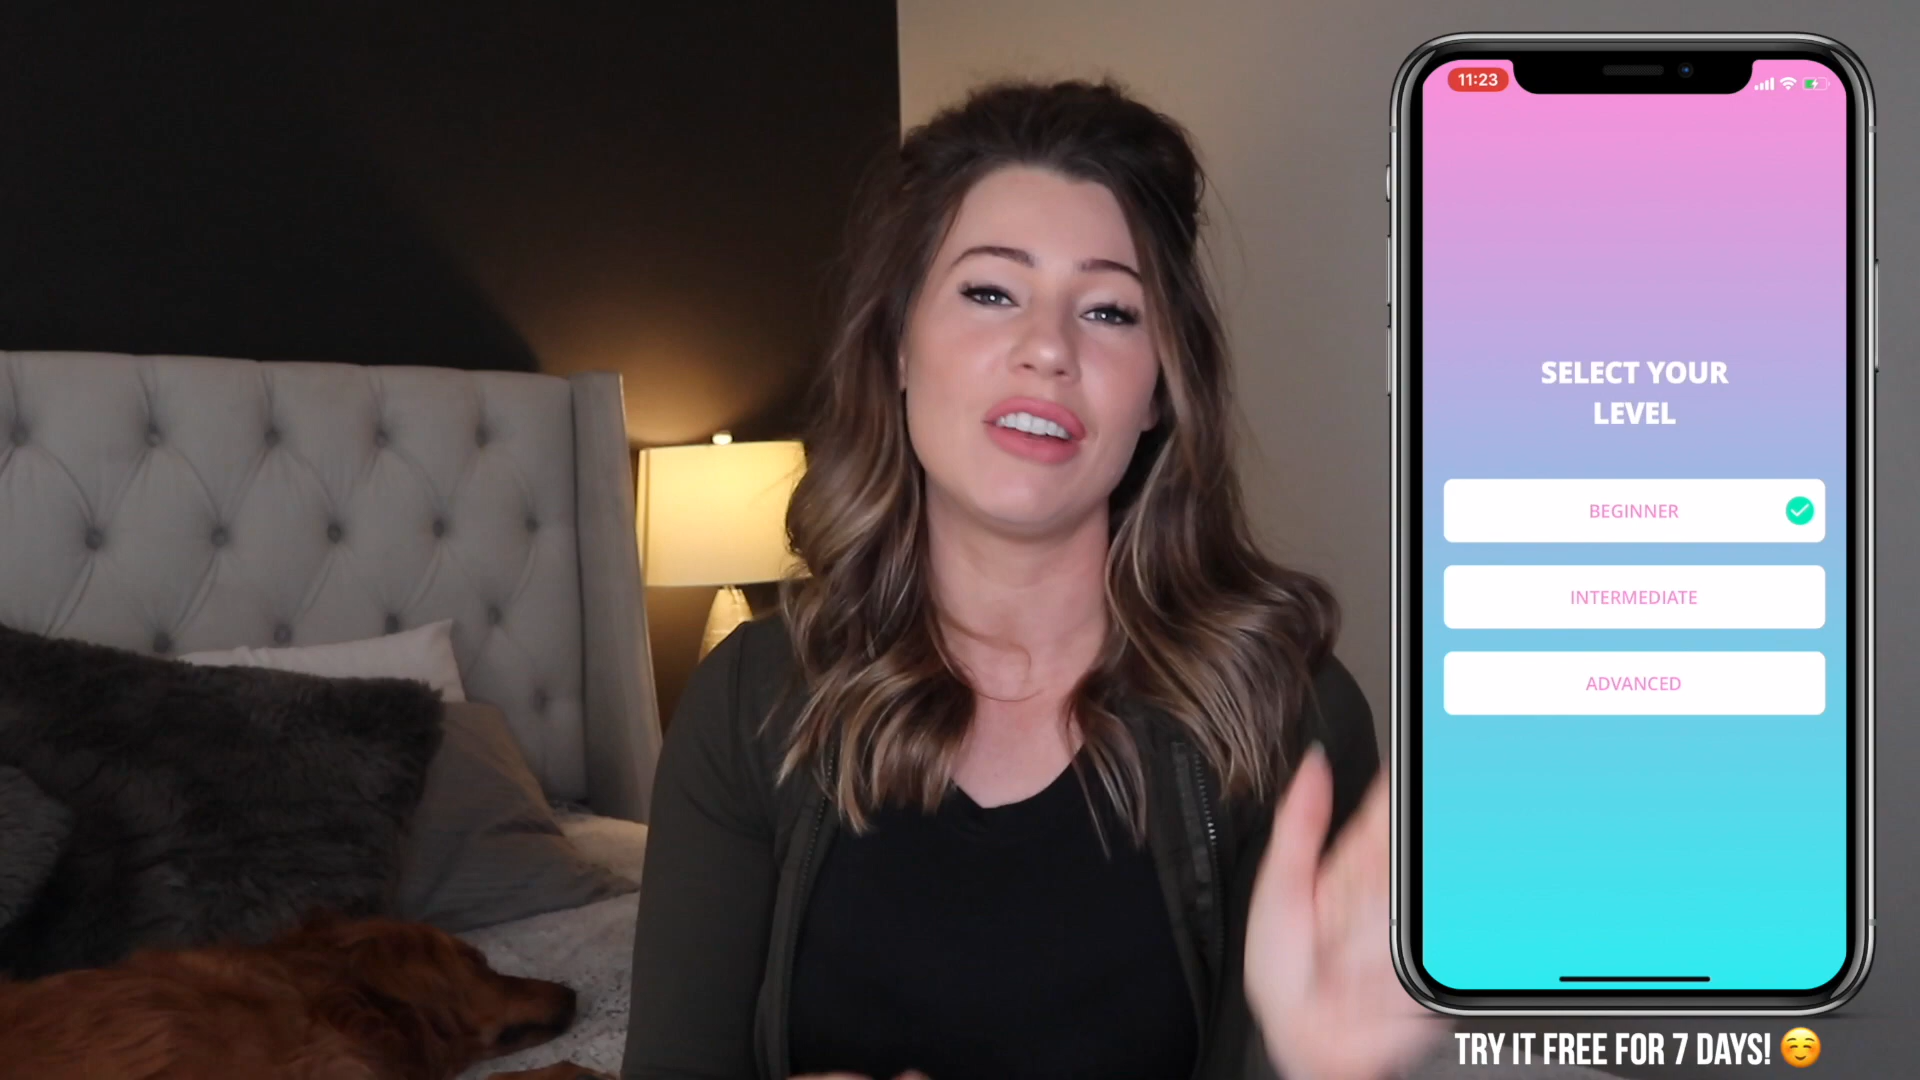 11:23
SELECT YOUR
LEVEL
BEGINNER
INTERMEDIATE
ADVANCED
TRY IT FREE FOR 7 DAYS! ☺️